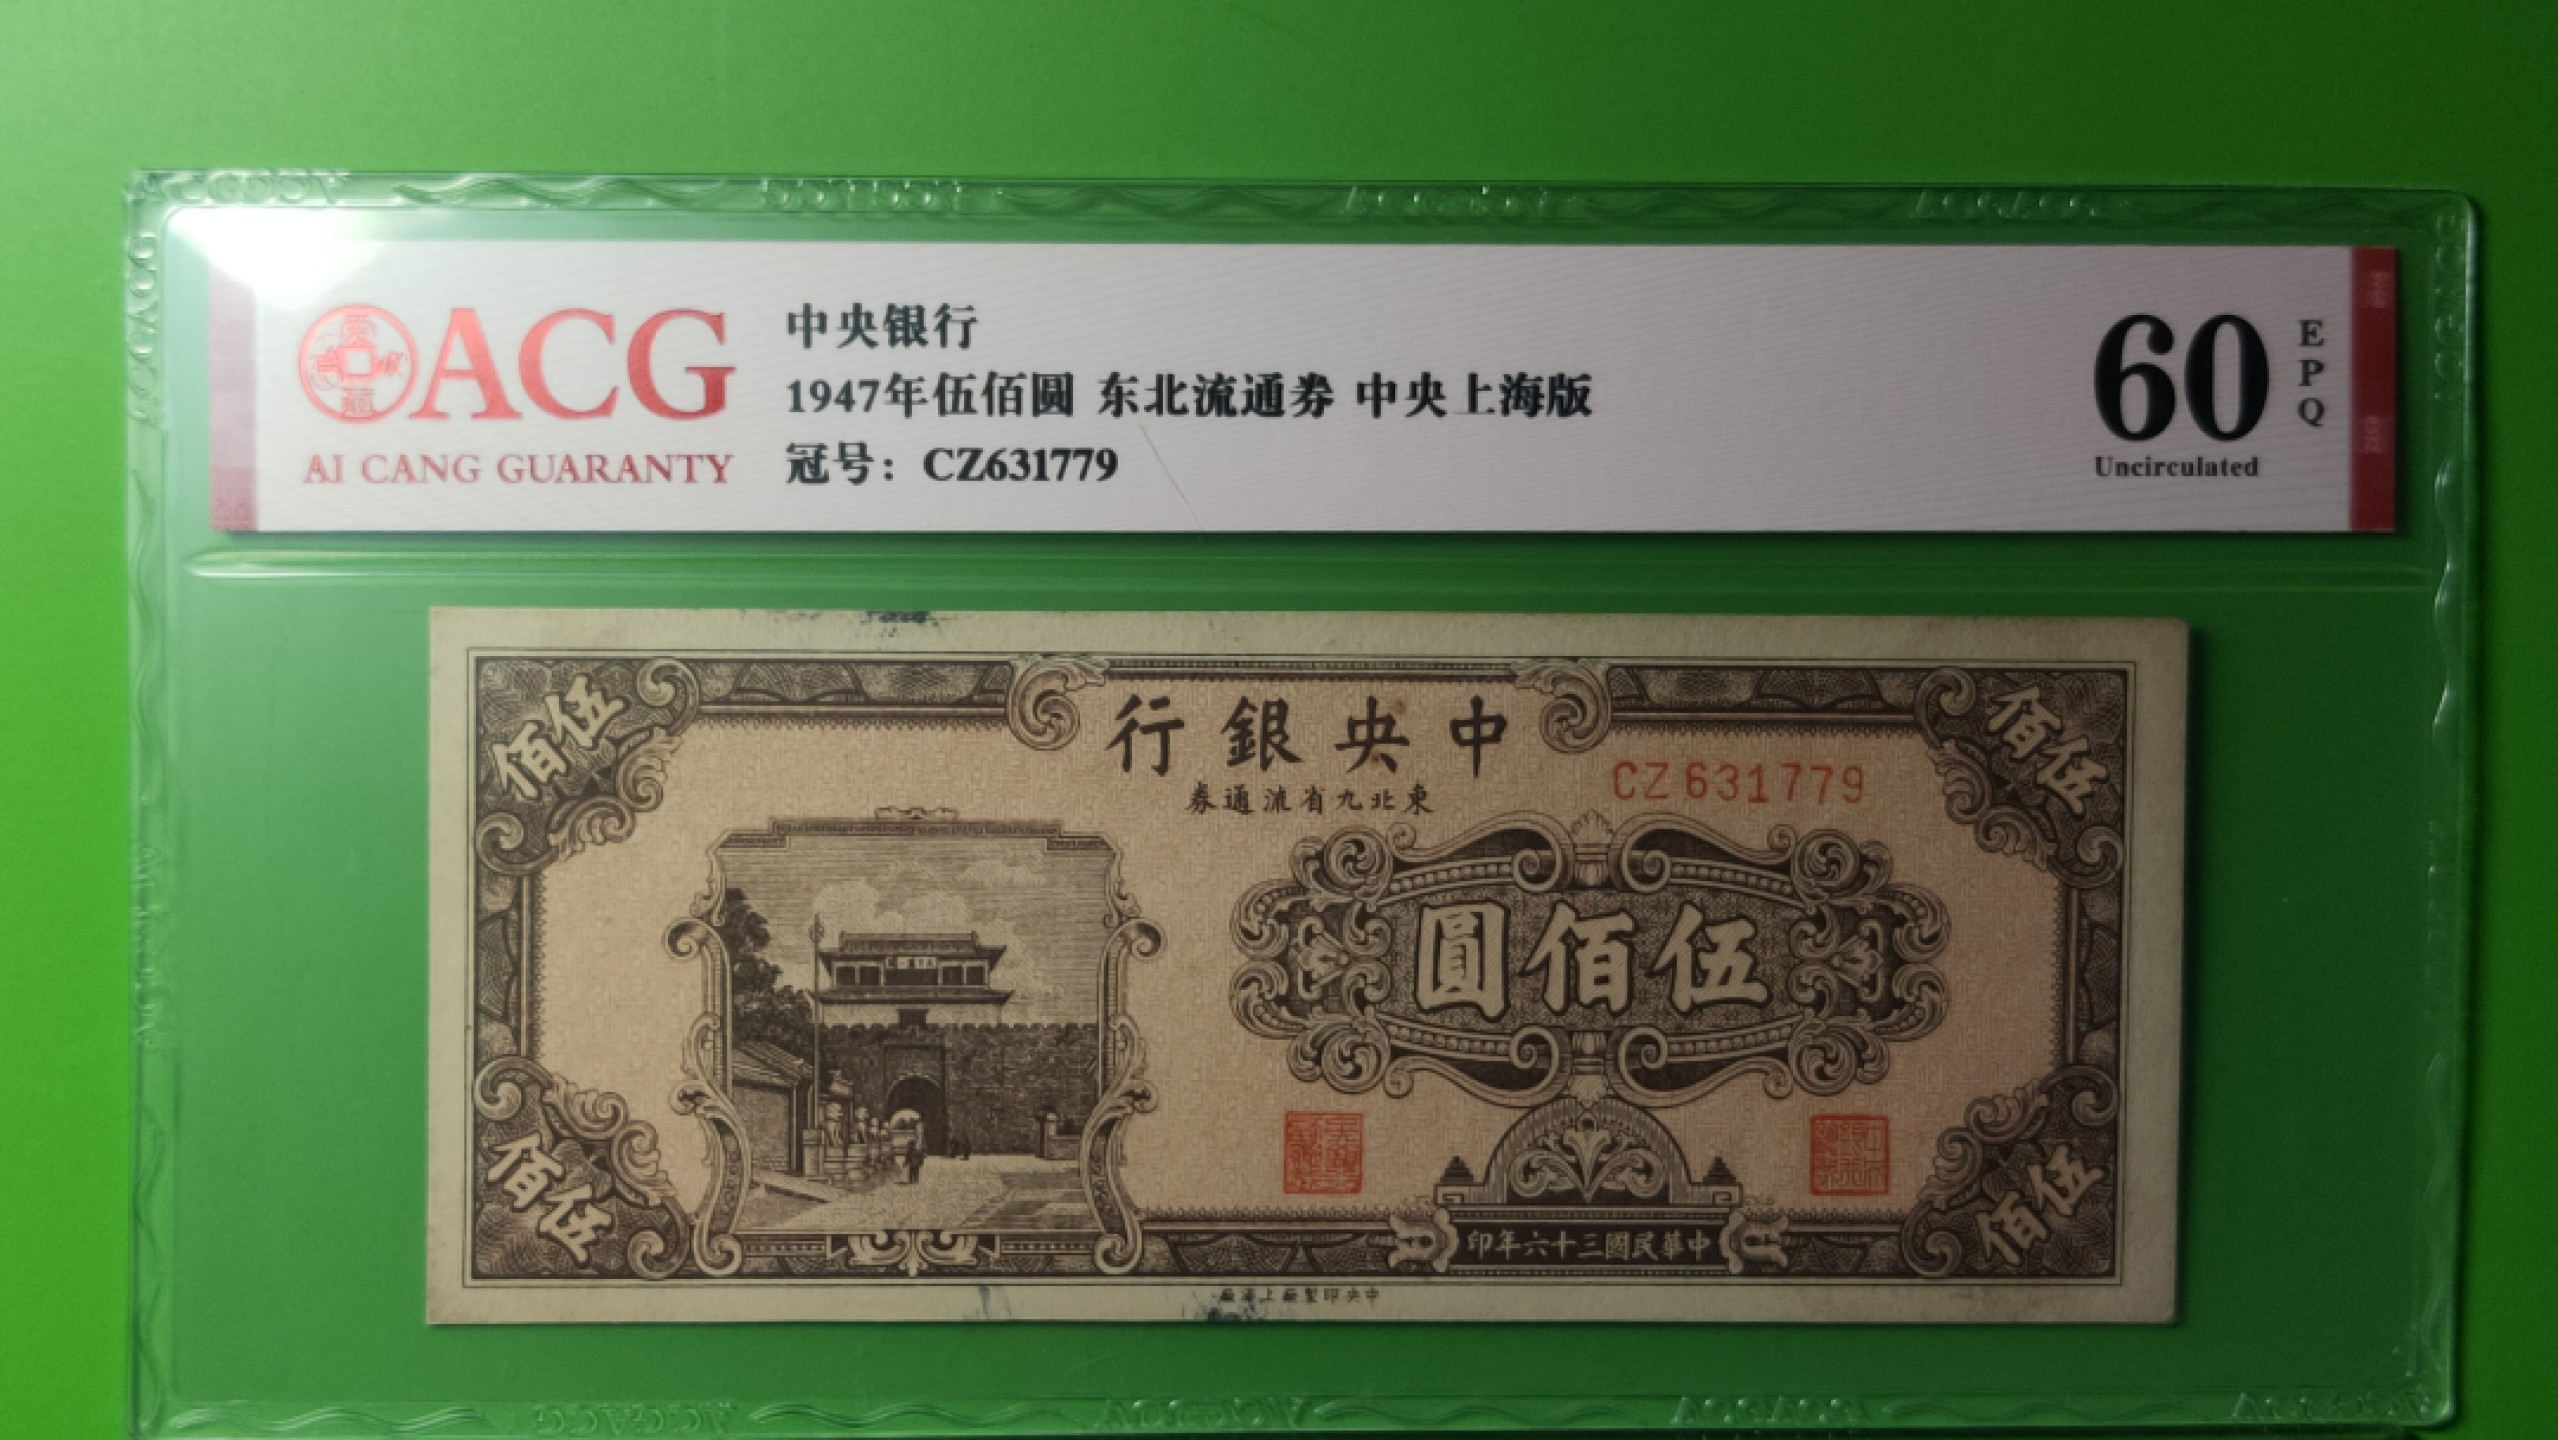 ACG
AI CANG GUARANTY
中央银行
1947年伍佰圆 东北流通券 中央上海版
冠号：CZ631779
60
EPQ
Uncirculated
伍佰
中央銀行
伍佰
東北九省流通券
CZ631779
伍佰圓
伍佰
中華民國三十六年印
伍佰
中央印製廠上海廠